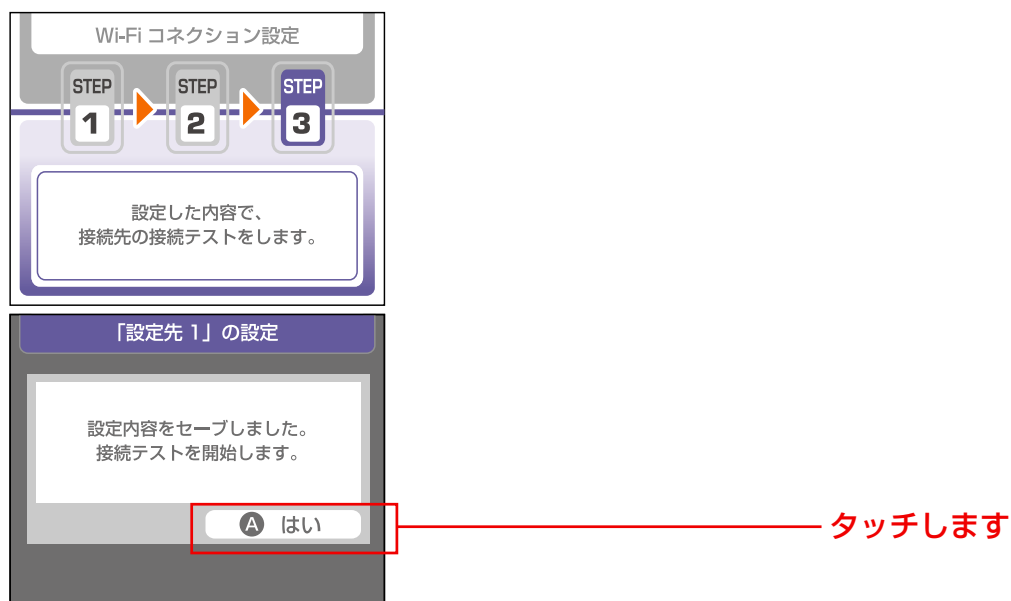 Wi-Fi コネクション設定
STEP 1
STEP 2
STEP 3
設定した内容で、
接続先の接続テストをします。
「設定先 1」の設定
設定内容をセーブしました。
接続テストを開始します。
A はい
タッチします